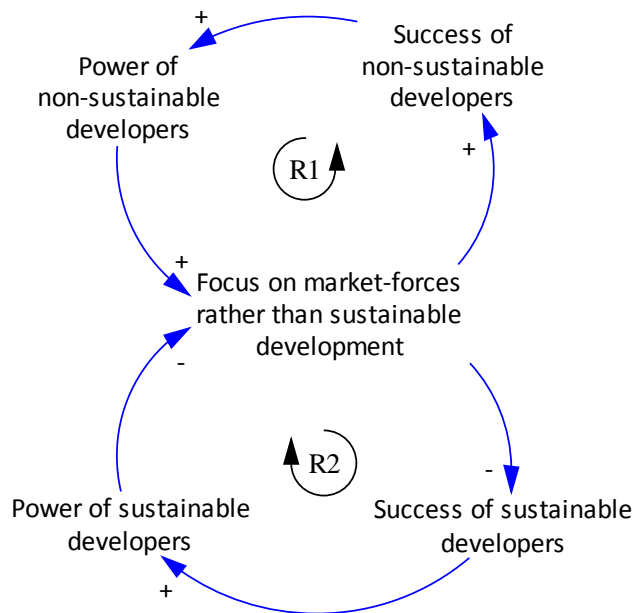 +
Success of
non-sustainable
developers
Power of
non-sustainable
developers
+
R1
+
Focus on market-forces
rather than sustainable
development
-
R2
-
Power of sustainable
developers
Success of sustainable
developers
+